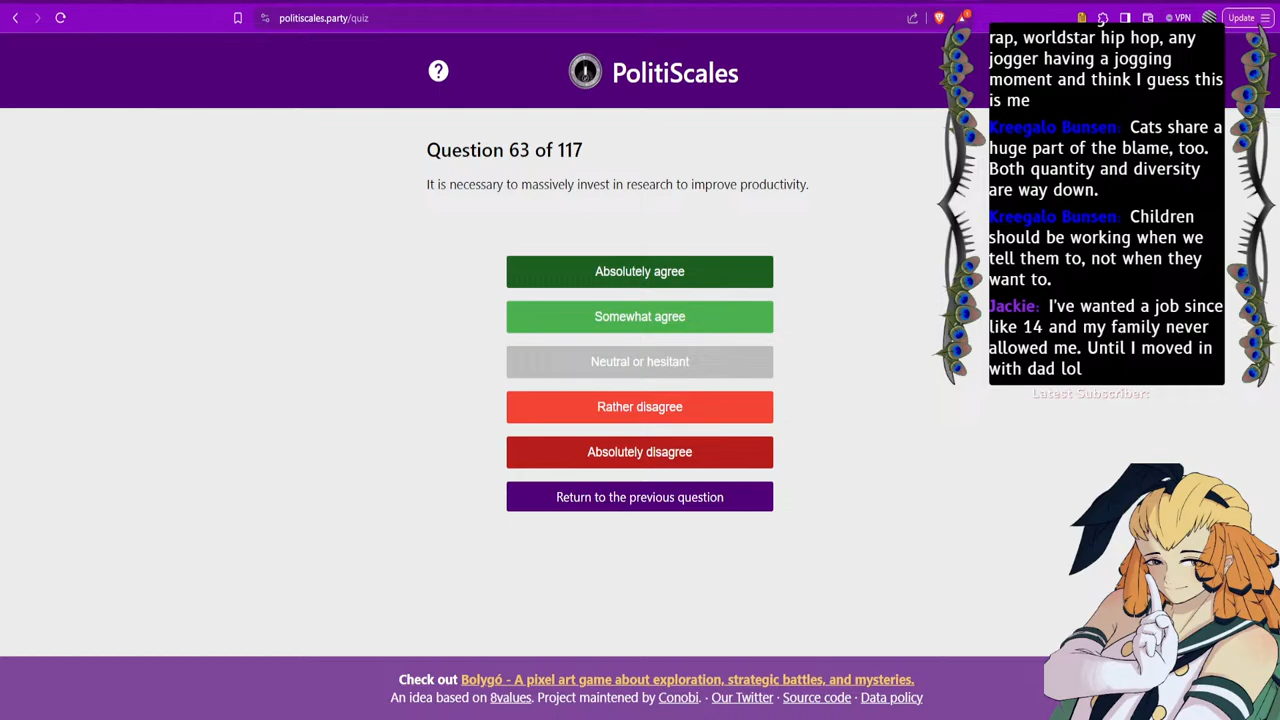 politiscales.party/quiz
VPN
Update
PolitiScales
Question 63 of 117
It is necessary to massively invest in research to improve productivity.
Absolutely agree
Somewhat agree
Neutral or hesitant
Rather disagree
Absolutely disagree
Return to the previous question
rap, worldstar hip hop, any
jogger having a jogging
moment and think I guess this
is me
Kreegalo Bunsen: Cats share a
huge part of the blame, too.
Both quantity and diversity
are way down.
Kreegalo Bunsen: Children
should be working when we
tell them to, not when they
want to.
Jackie: I've wanted a job since
like 14 and my family never
allowed me. Until I moved in
with dad lol
Latest Subscriber:
Check out Bolygó - A pixel art game about exploration, strategic battles, and mysteries.
An idea based on 8values. Project maintened by Conobi. · Our Twitter · Source code · Data policy